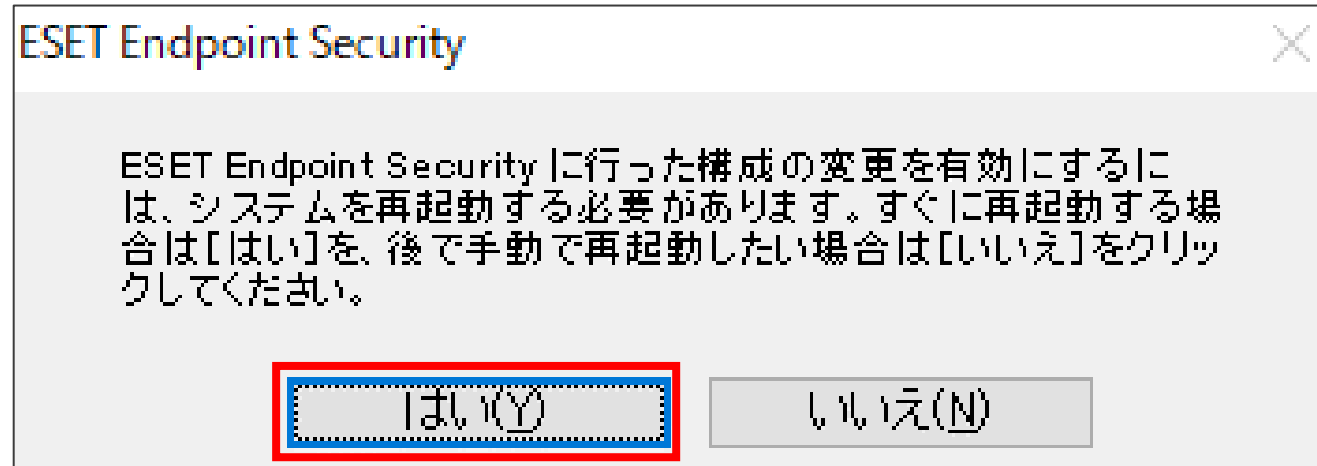 ESET Endpoint Security
ESET Endpoint Security に行った構成の変更を有効にするに
は、システムを再起動する必要があります。すぐに再起動する場
合は[はい]を、後で手動で再起動したい場合は[いいえ]をクリッ
クしてください。
はい(Y)
いいえ(N)